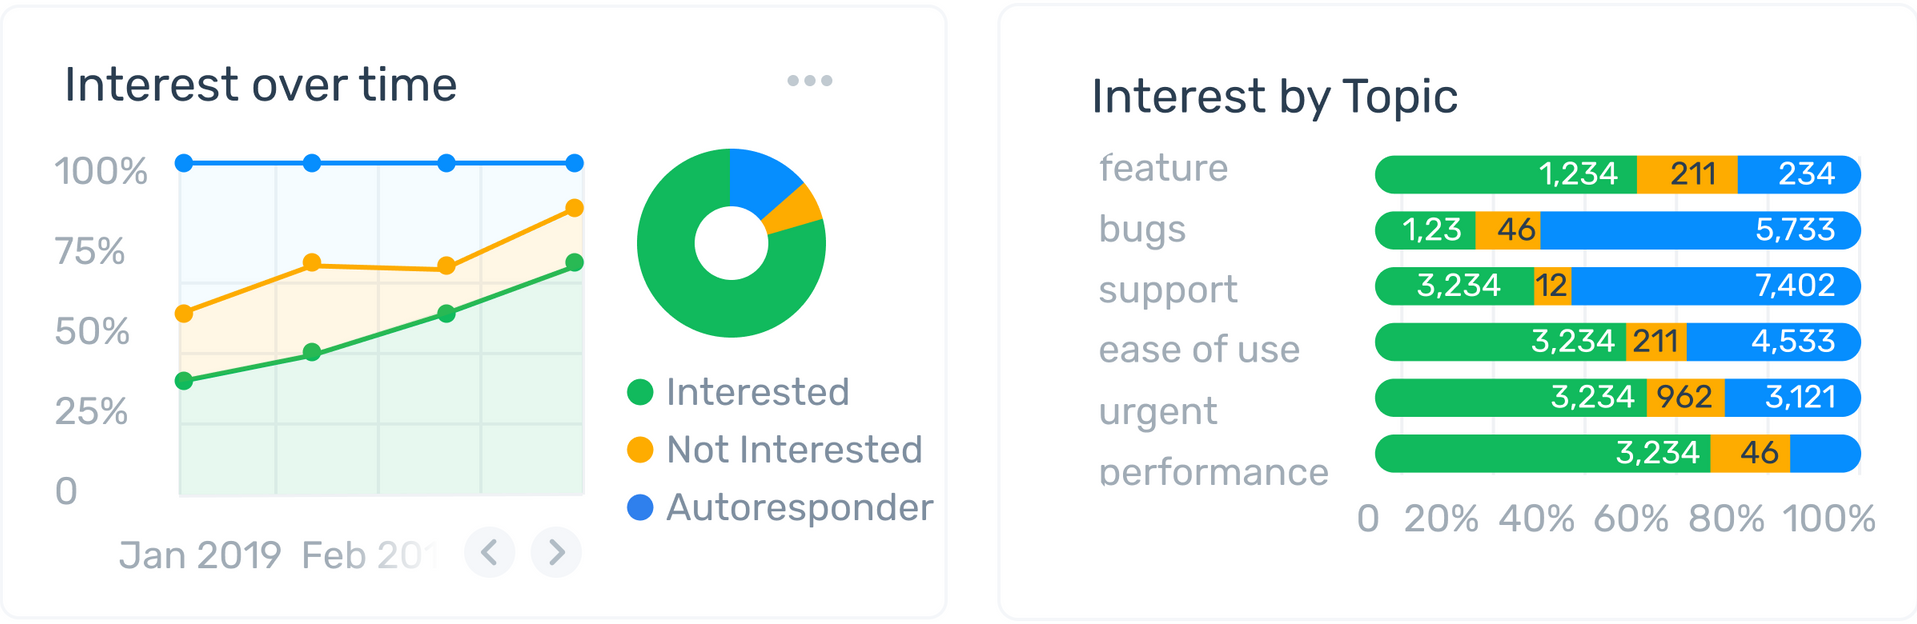 Interest over time
100%
75%
50%
25%
0
Jan 2019 Feb 201
Interested
Not Interested
Autoresponder
Interest by Topic
feature 1,234 211 234
bugs 1,23 46 5,733
support 3,234 12 7,402
ease of use 3,234 211 4,533
urgent 3,234 962 3,121
performance 3,234 46
0 20% 40% 60% 80% 100%